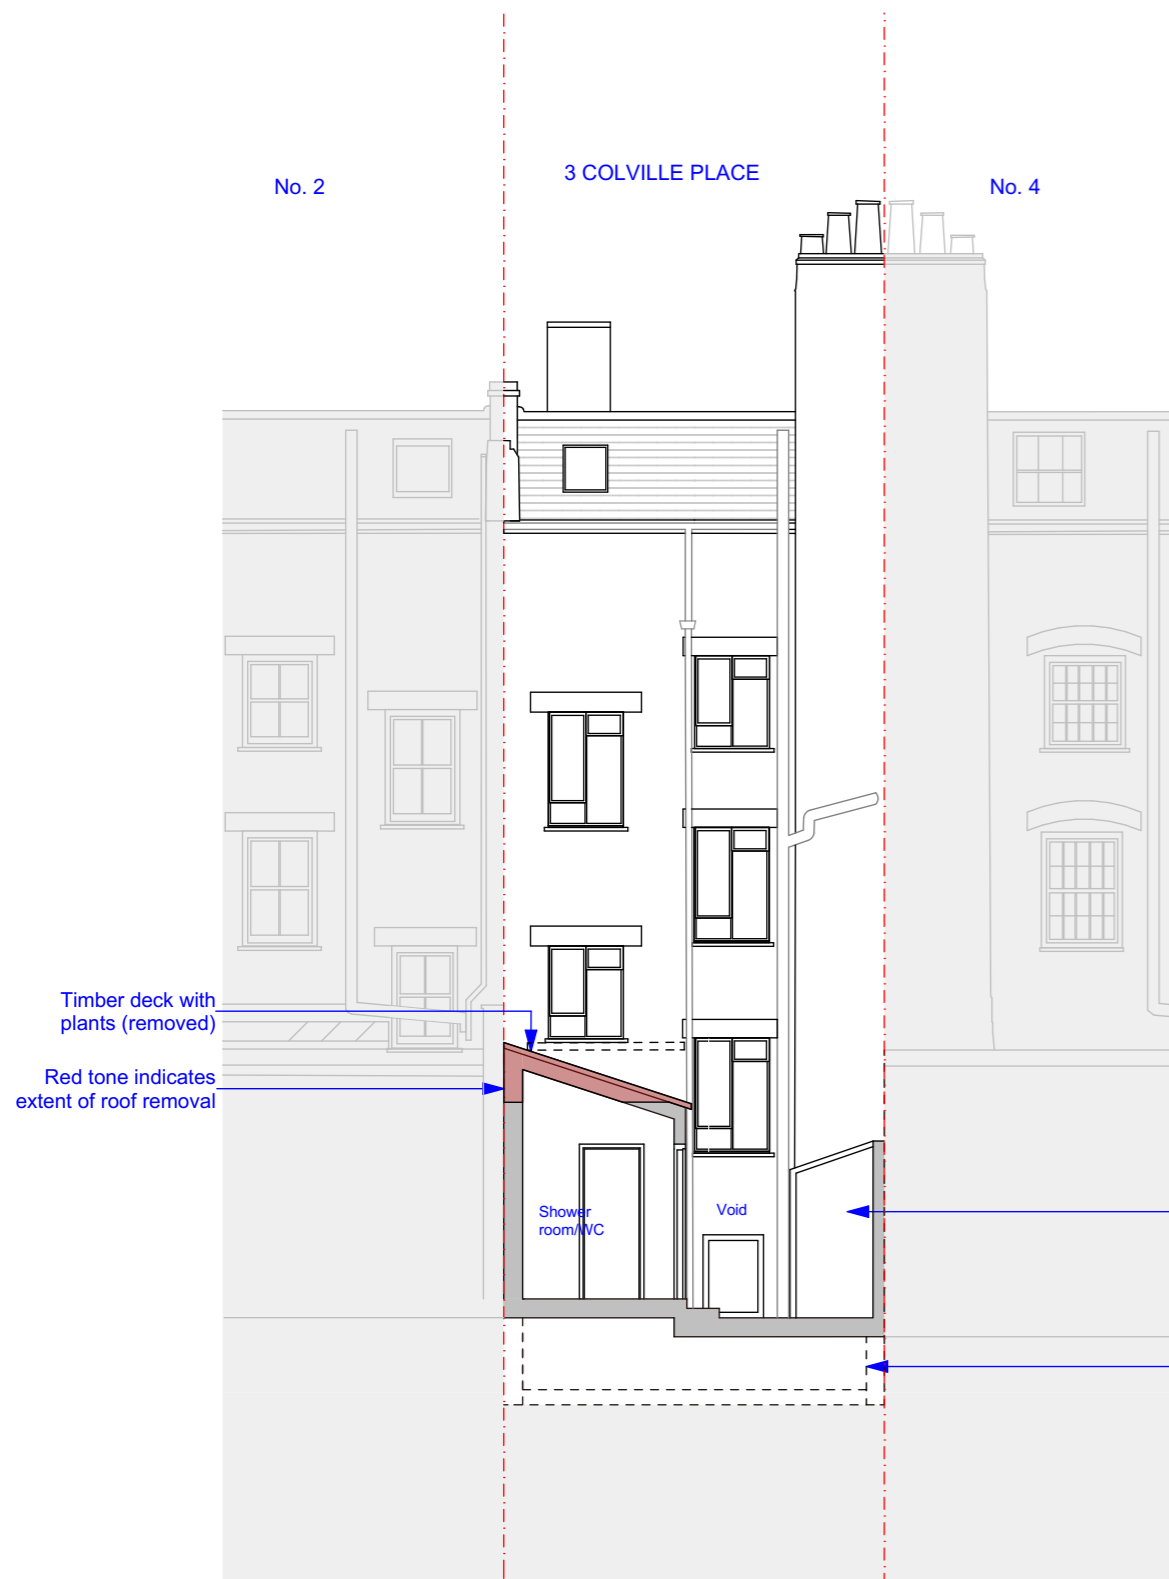 No. 2
3 COLVILLE PLACE
No. 4
Timber deck with
plants (removed)
Red tone indicates
extent of roof removal
Shower
room/WC
Void